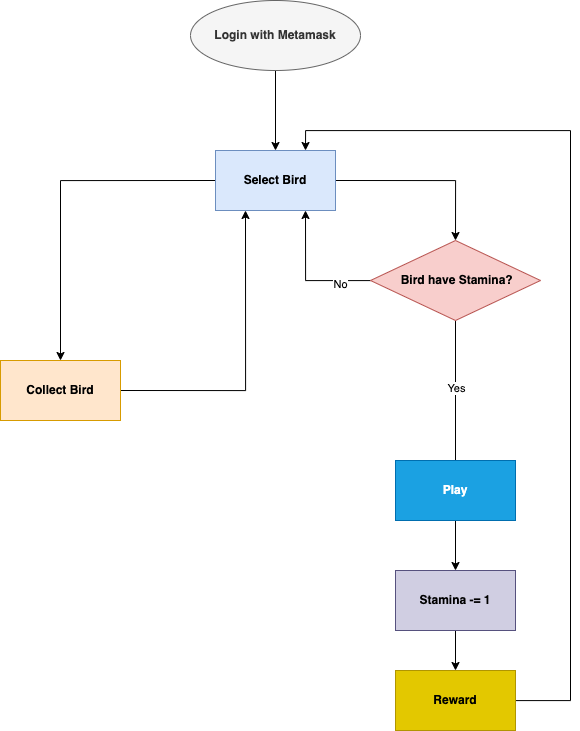 Login with Metamask
Select Bird
Bird have Stamina?
No
Collect Bird
Yes
Play
Stamina -= 1
Reward